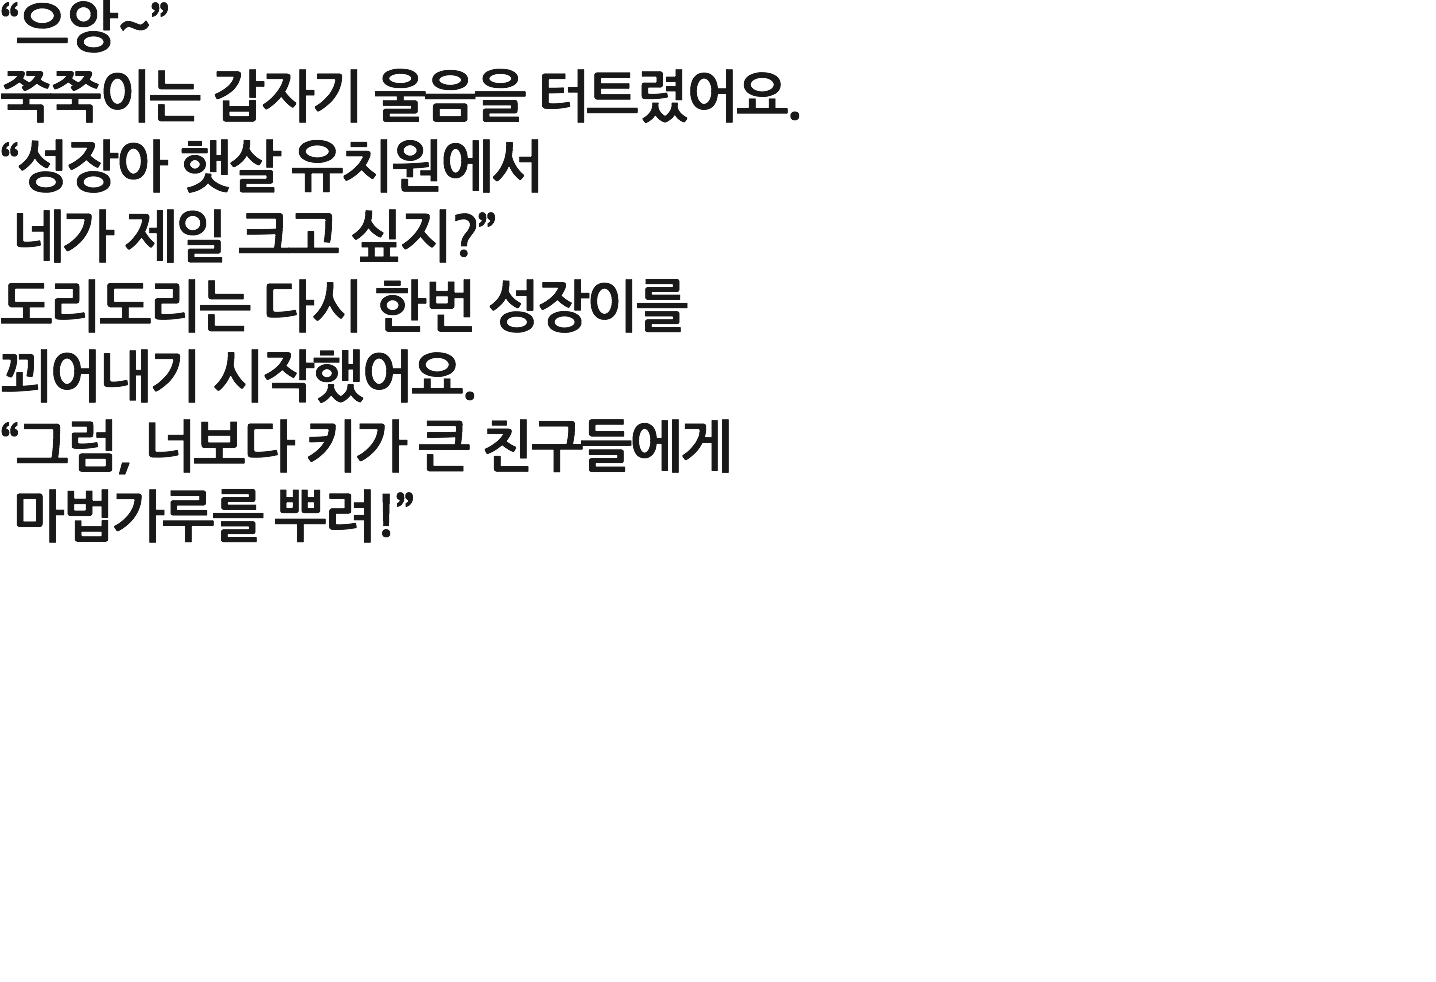 “으앙~”
쭉쭉이는 갑자기 울음을 터트렸어요.
“성장아 햇살 유치원에서
네가 제일 크고 싶지?”
도리도리는 다시 한번 성장이를
꾀어내기 시작했어요.
“그럼, 너보다 키가 큰 친구들에게
마법가루를 뿌려!”